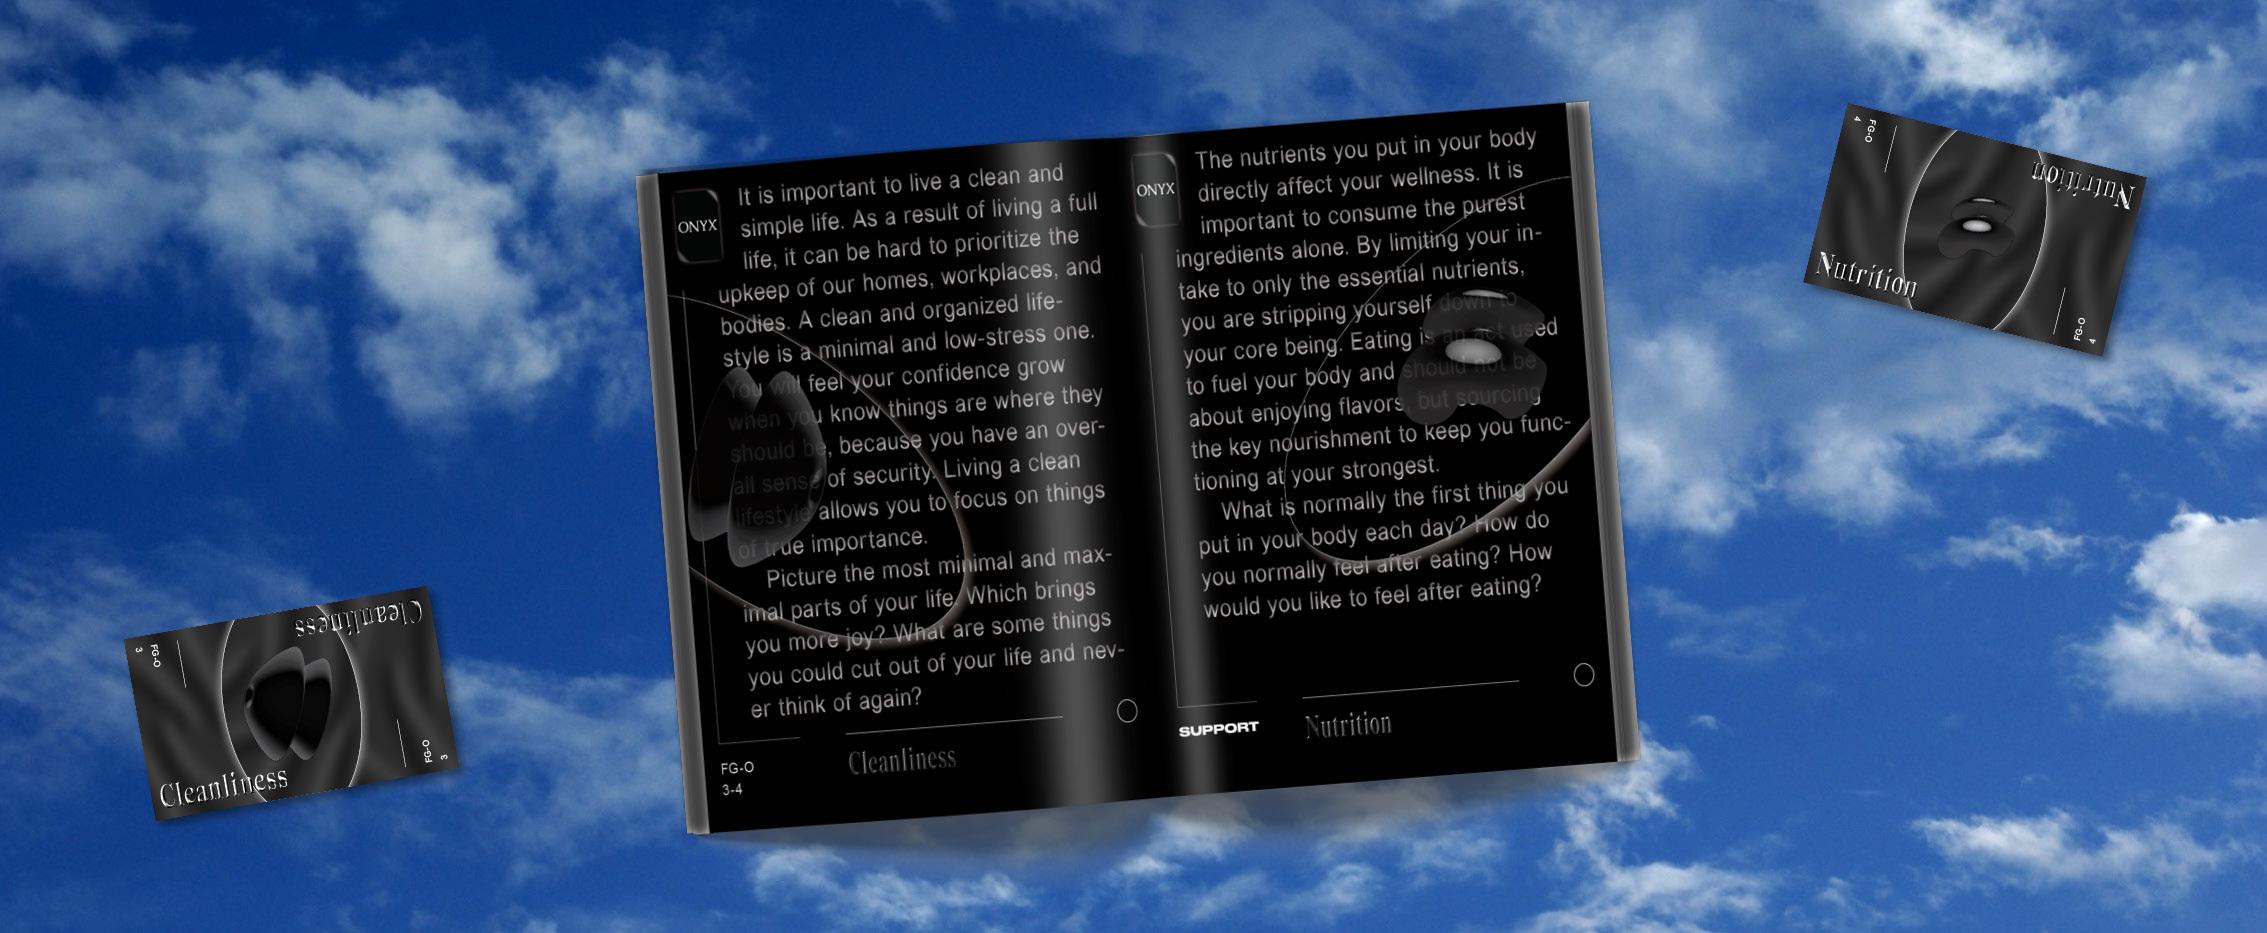 ONYX
It is important to live a clean and
simple life. As a result of living a full
life, it can be hard to prioritize the
upkeep of our homes, workplaces, and
bodies. A clean and organized life-
style is a minimal and low-stress one.
You will feel your confidence grow
when you know things are where they
should be, because you have an over-
all sense of security. Living a clean
lifestyle allows you to focus on things
of true importance.
Picture the most minimal and max-
imal parts of your life. Which brings
you more joy? What are some things
you could cut out of your life and nev-
er think of again?
Cleanliness
FG-O
3-4
ONYX
The nutrients you put in your body
directly affect your wellness. It is
important to consume the purest
ingredients alone. By limiting your in-
take to only the essential nutrients,
you are stripping yourself down to
your core being. Eating is an act used
to fuel your body and should not be
about enjoying flavors, but sourcing
the key nourishment to keep you func-
tioning at your strongest.
What is normally the first thing you
put in your body each day? How do
you normally feel after eating? How
would you like to feel after eating?
SUPPORT
Nutrition
FG-O
4
Nutrition
Nutrition
FG-O
4
FG-O
3
Cleanliness
Cleanliness
FG-O
3